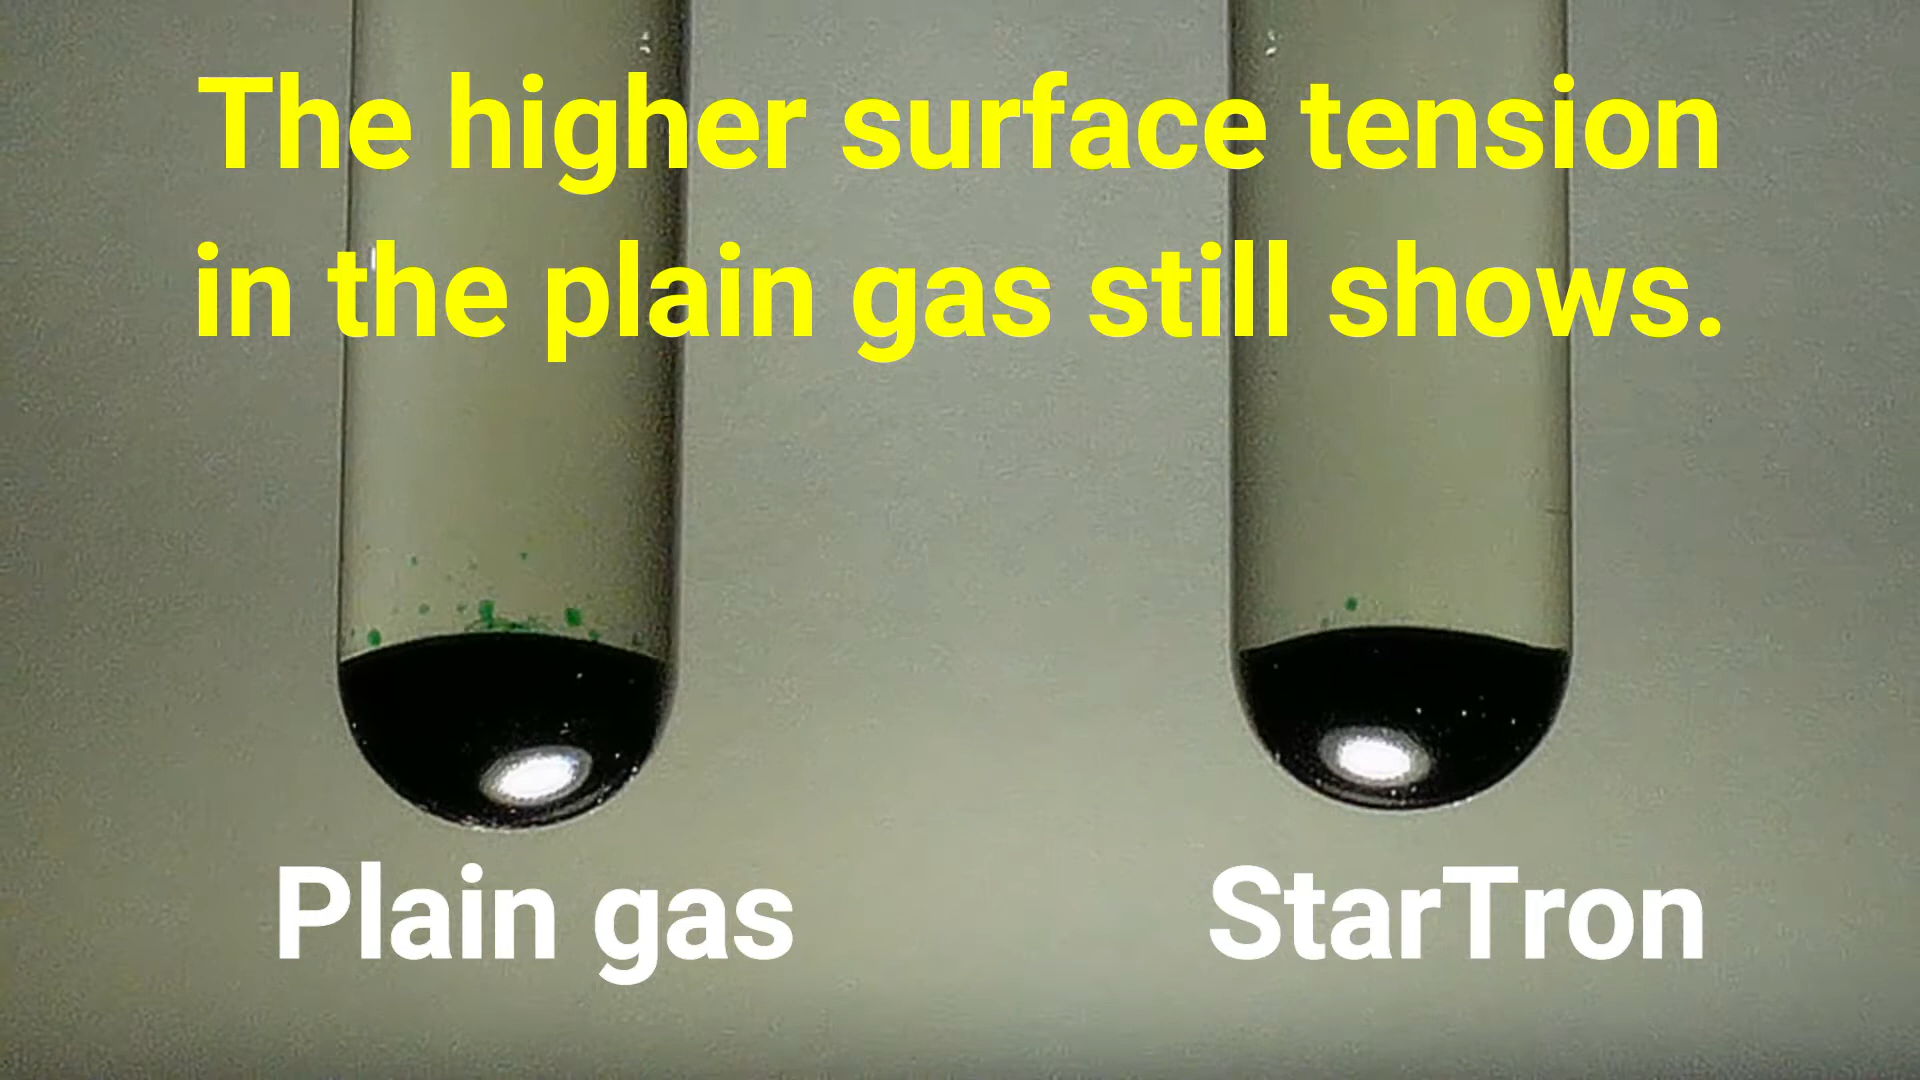 The higher surface tension
in the plain gas still shows.
Plain gas
StarTron